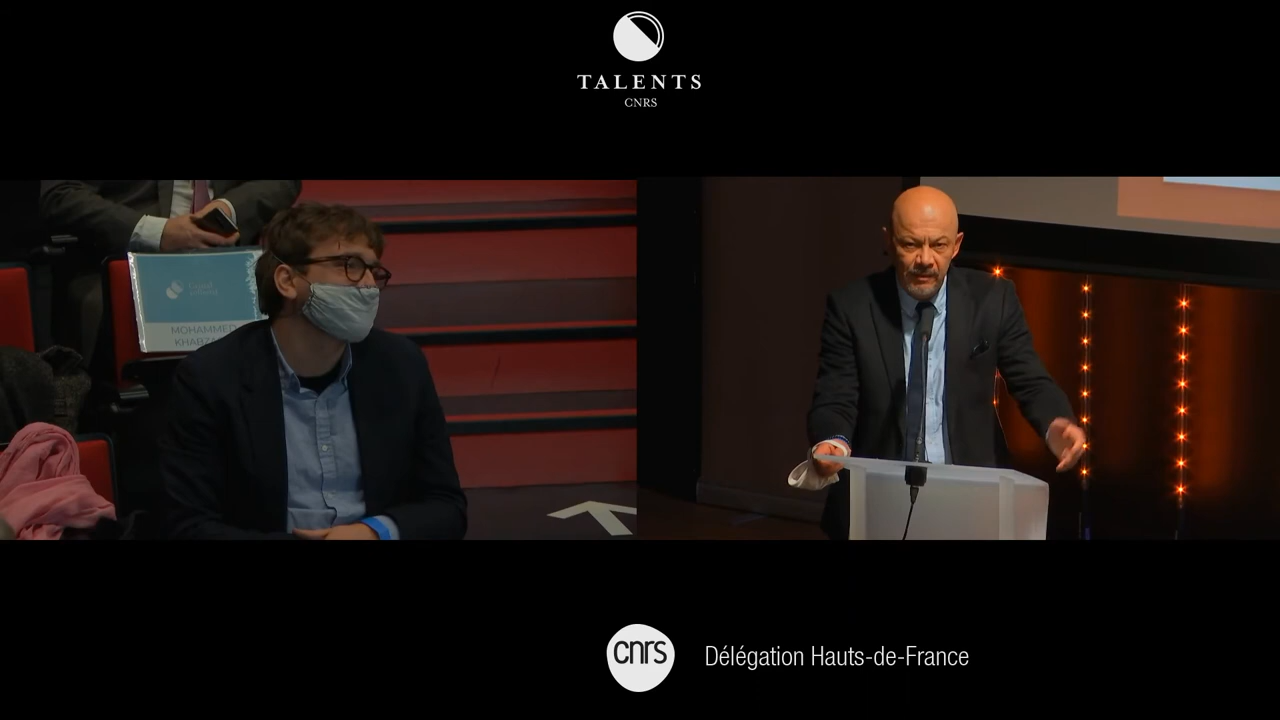 TALENTS
CNRS
MOHAMMED
cnrs
Délégation Hauts-de-France